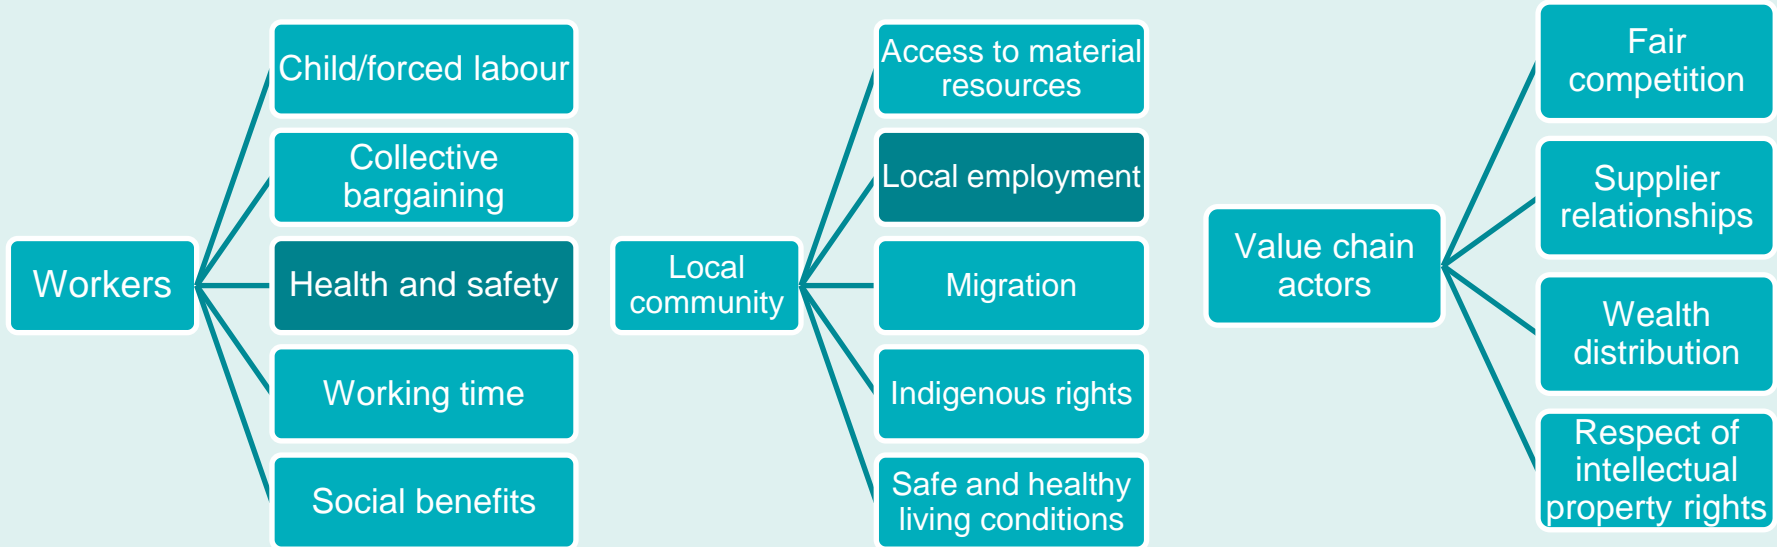 Workers
Child/forced labour
Collective
bargaining
Health and safety
Working time
Social benefits
Local
community
Access to material
resources
Local employment
Migration
Indigenous rights
Safe and healthy
living conditions
Value chain
actors
Fair
competition
Supplier
relationships
Wealth
distribution
Respect of
intellectual
property rights